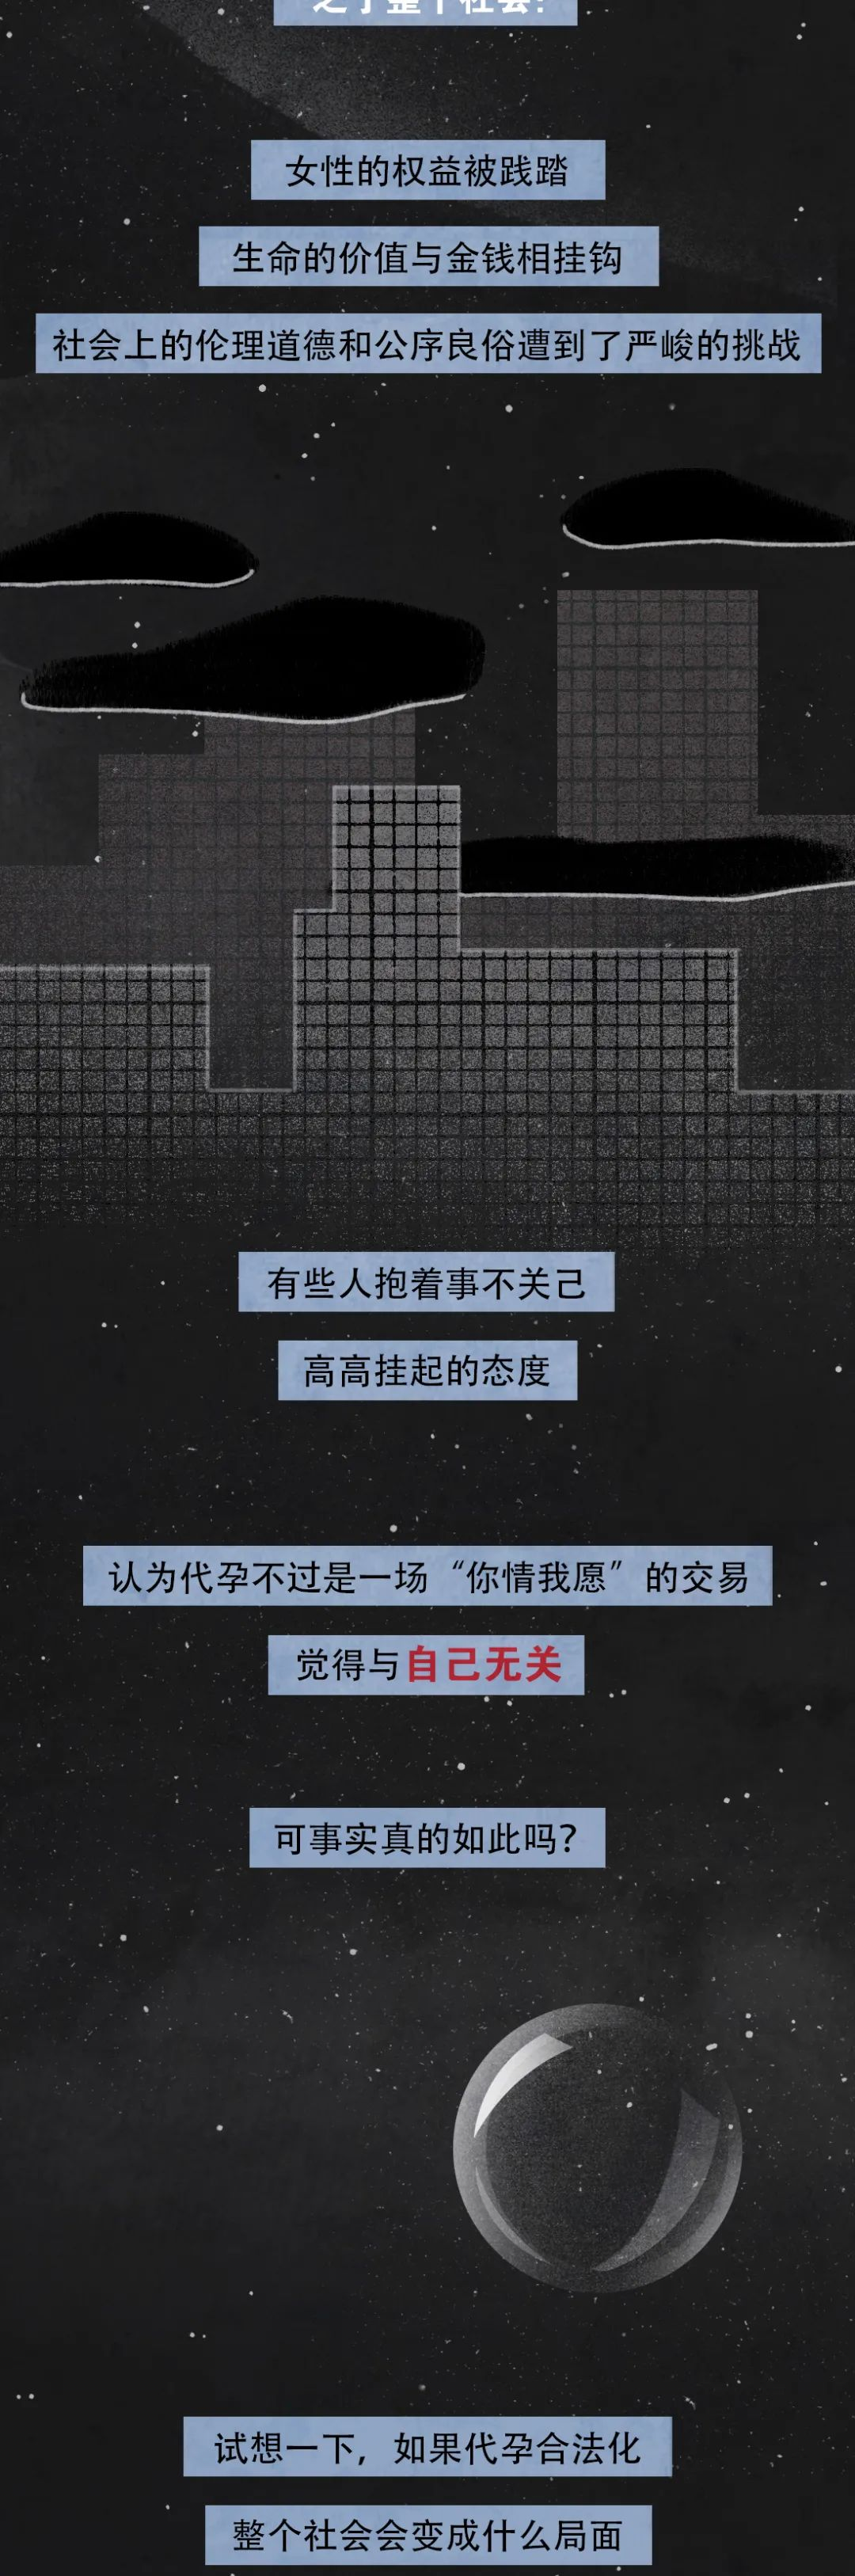 整个社会！
女性的权益被践踏
生命的价值与金钱相挂钩
社会上的伦理道德和公序良俗遭到了严峻的挑战
有些人抱着事不关己
高高挂起的态度
认为代孕不过是一场“你情我愿”的交易
觉得与自己无关
可事实真的如此吗？
试想一下，如果代孕合法化
整个社会会变成什么局面